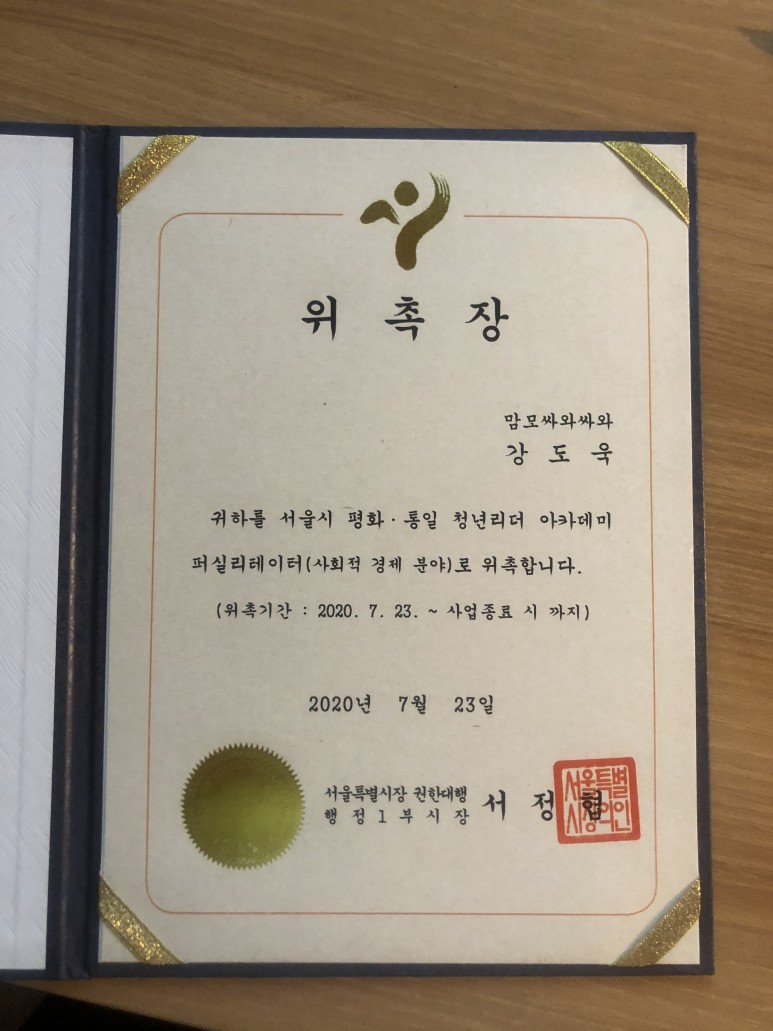 위 촉 장
맘모싸와싸와
강 도 욱
귀하를 서울시 평화·통일 청년리더 아카데미
퍼실리테이터(사회적 경제 분야)로 위촉합니다.
(위촉기간 : 2020. 7. 23. ~ 사업종료 시 까지)
2020년 7월 23일
서울특별시장 권한대행
행 정 1 부 시 장
서 정 협
서울특별
시장의인